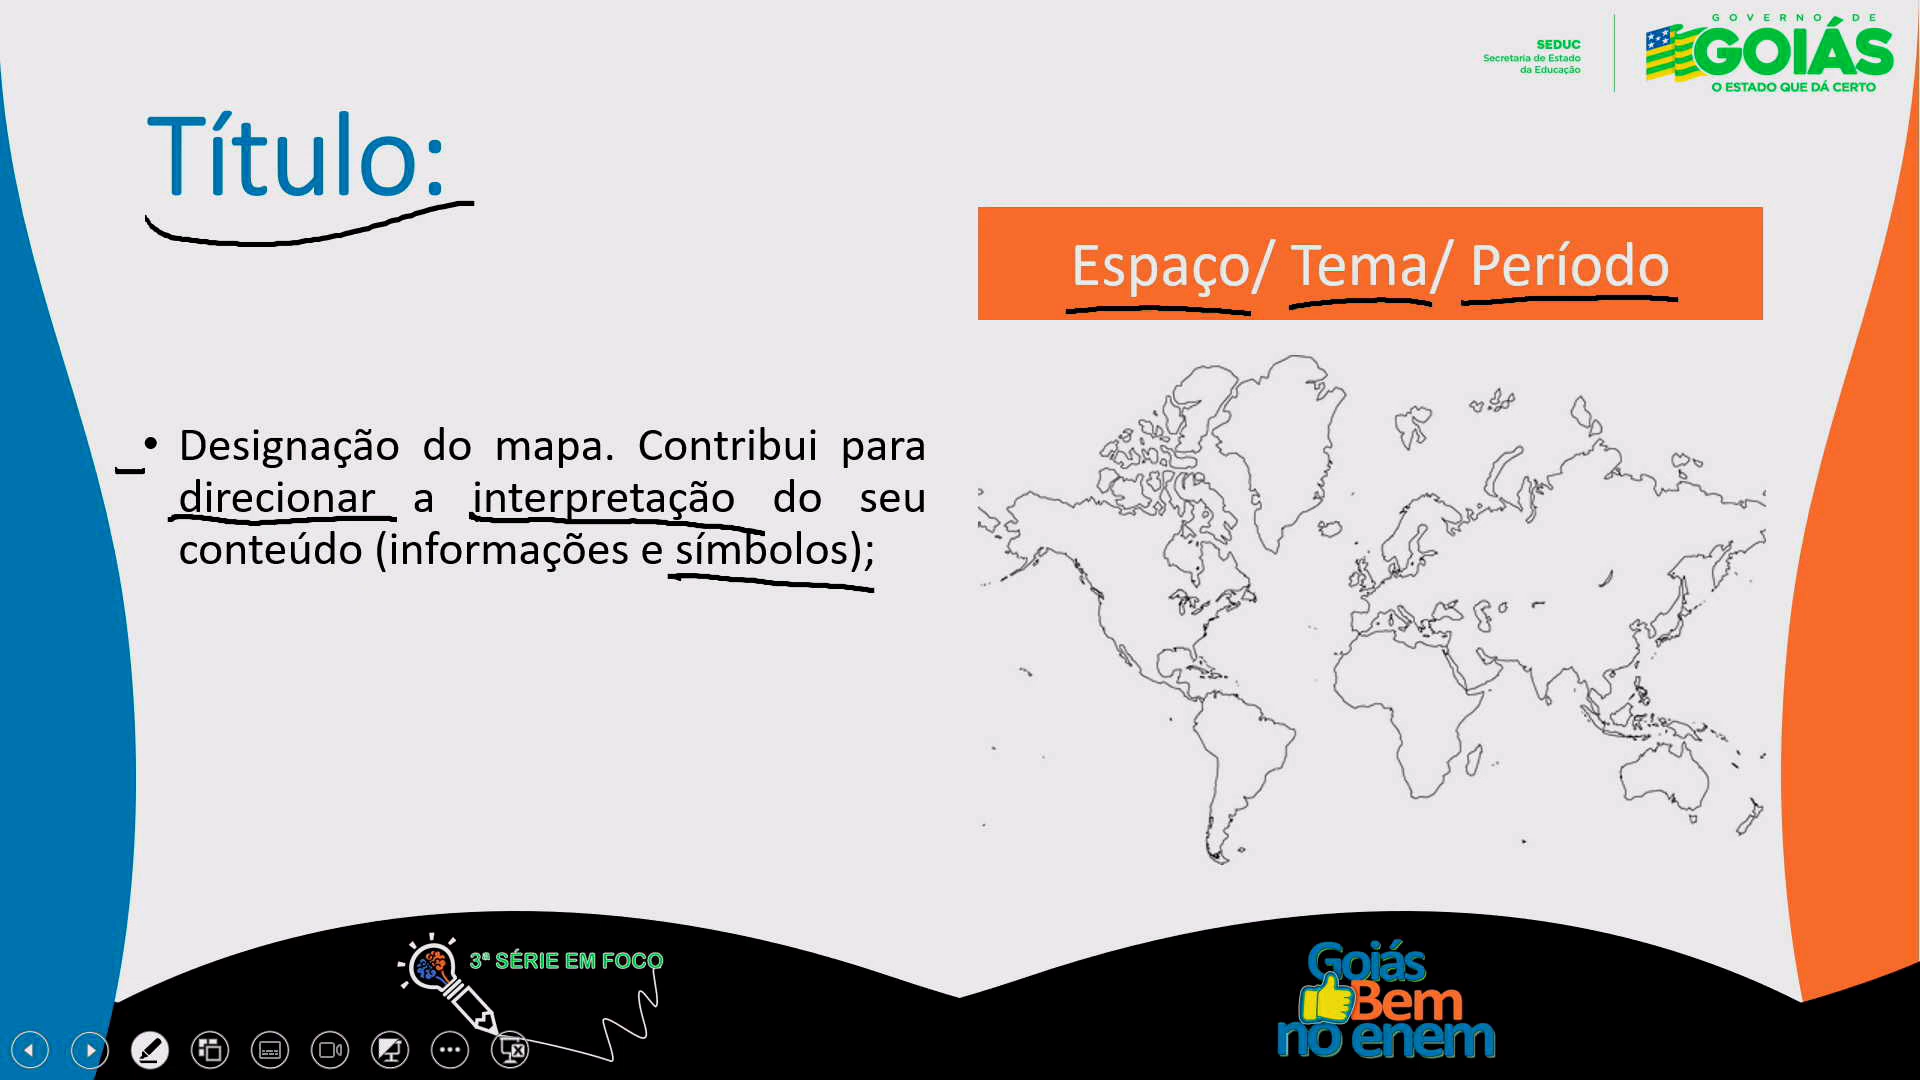 GOVERNO DE
GOIÁS
O ESTADO QUE DÁ CERTO
SEDUC
Secretaria de Estado
da Educação
Título:
Espaço/ Tema/ Período
• Designação do mapa. Contribui para
direcionar a interpretação do seu
conteúdo (informações e símbolos);
3ª SÉRIE EM FOCO
Goiás
Bem
no enem